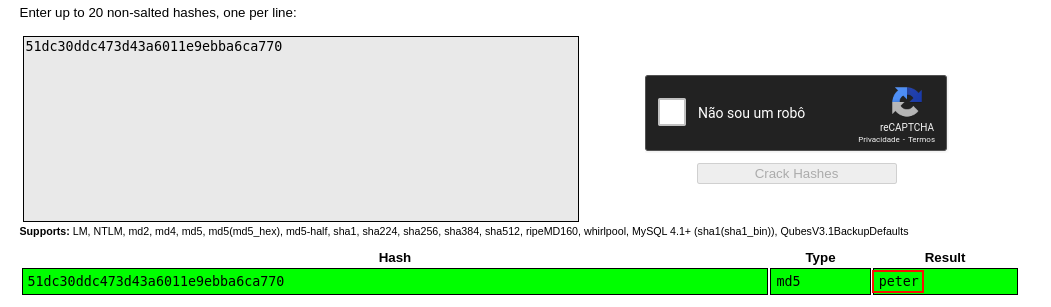 Enter up to 20 non-salted hashes, one per line:
51dc30ddc473d43a6011e9ebba6ca770
Não sou um robô
reCAPTCHA
Privacidade - Termos
Crack Hashes
Supports: LM, NTLM, md2, md4, md5, md5(md5_hex), md5-half, sha1, sha224, sha256, sha384, sha512, ripeMD160, whirlpool, MySQL 4.1+ (sha1(sha1_bin)), QubesV3.1BackupDefaults
Hash Type Result
51dc30ddc473d43a6011e9ebba6ca770 md5 peter